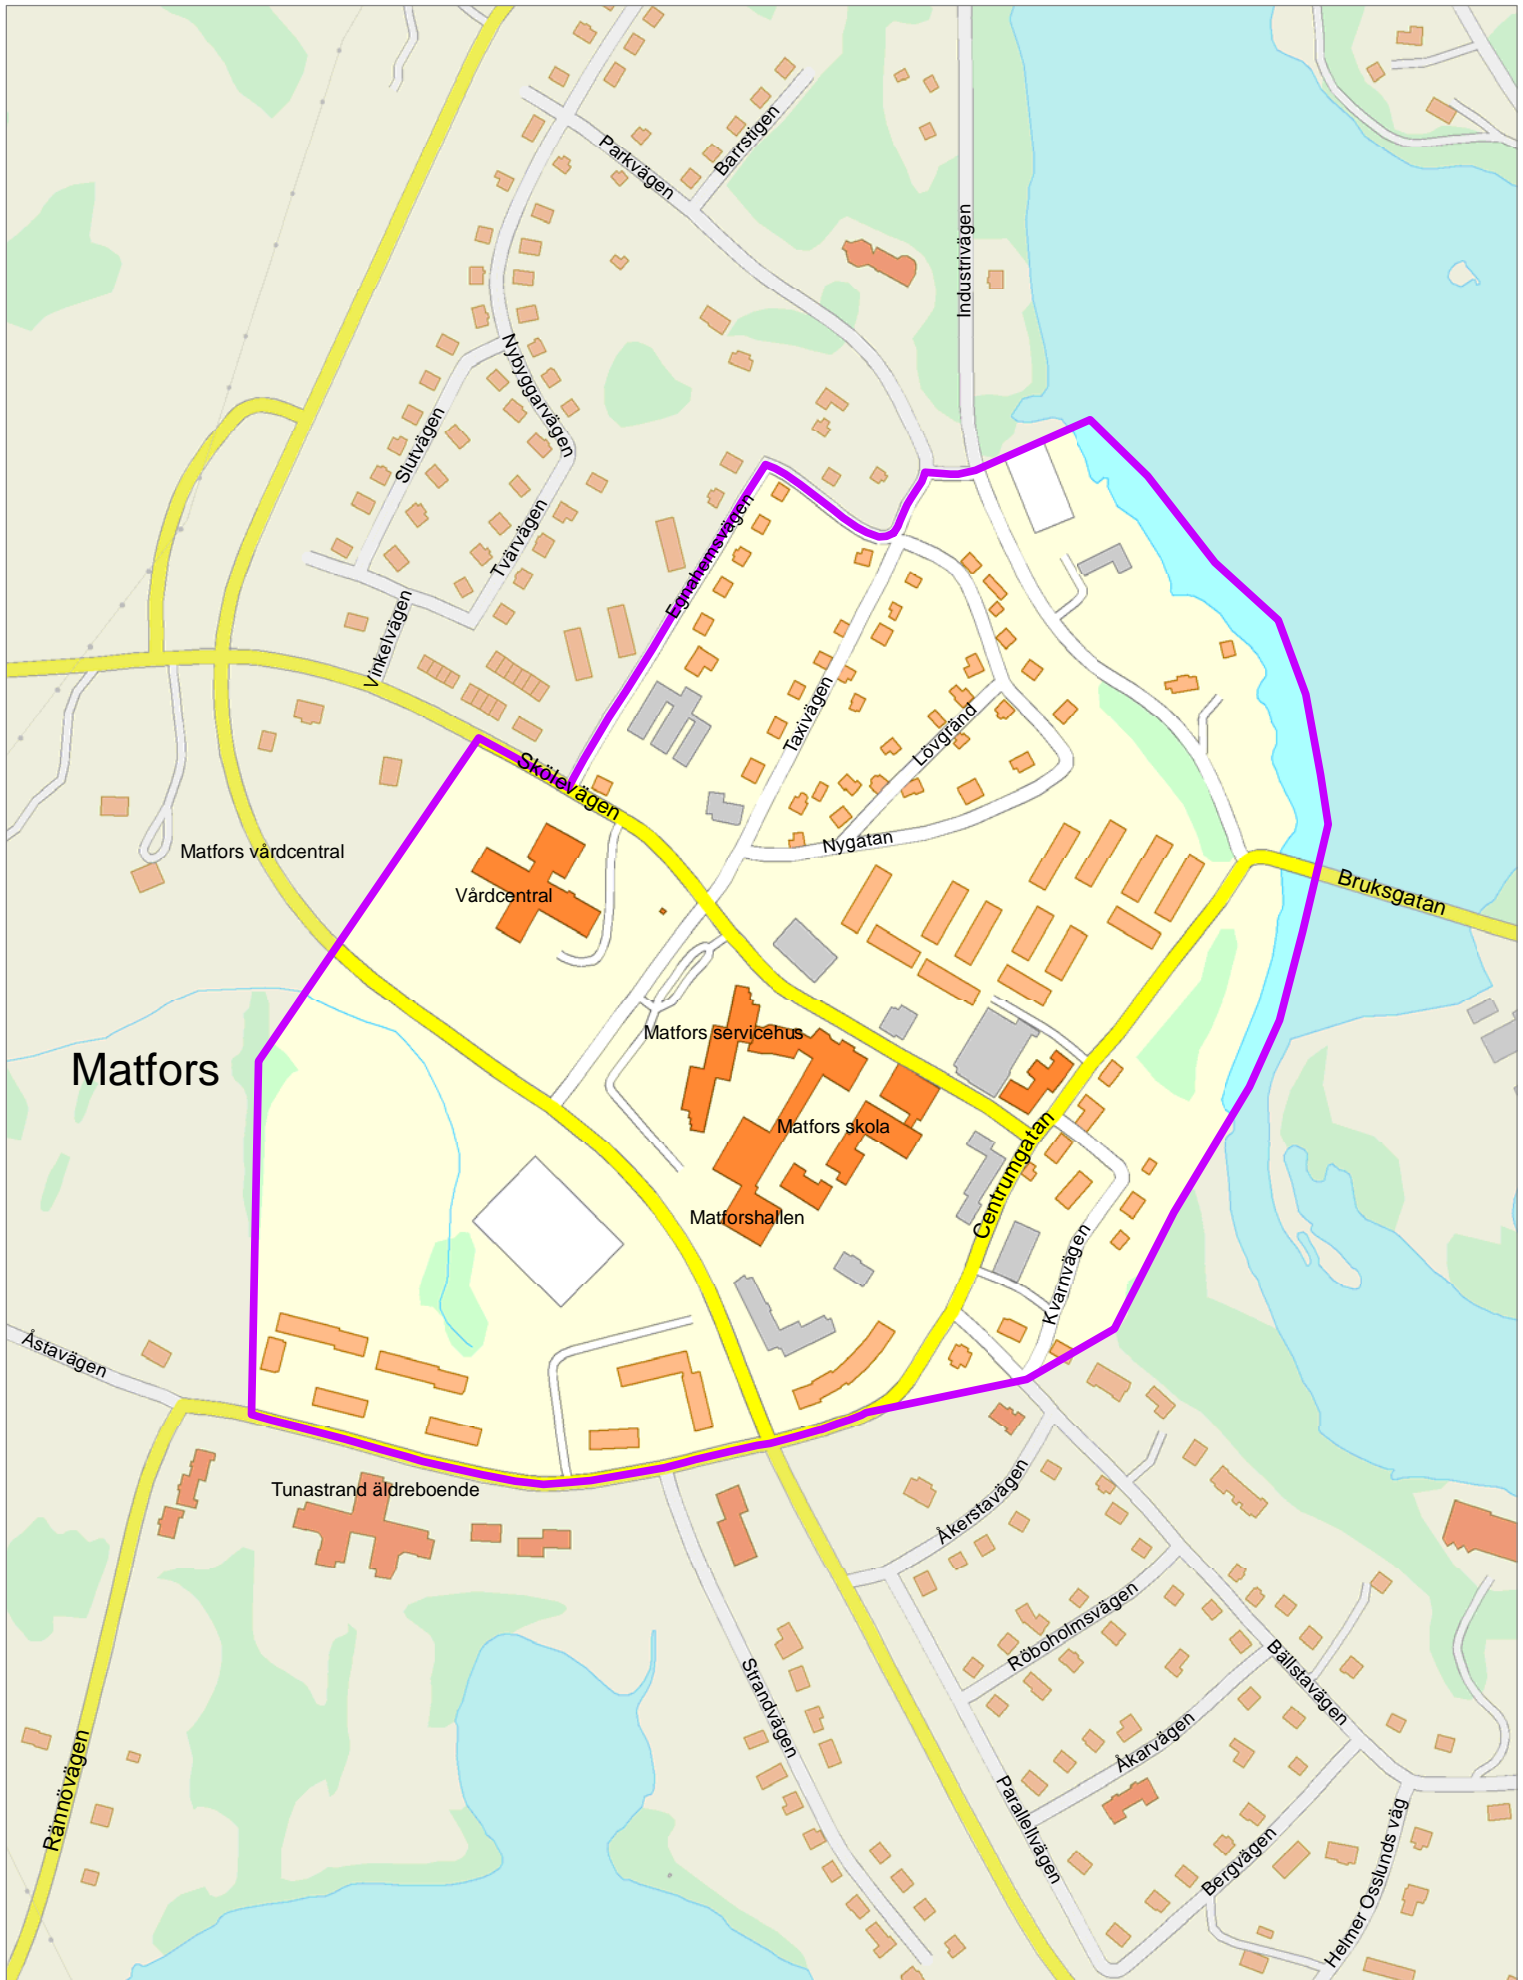 Parkvägen
Barrstigen
Industrivägen
Nybyggarvägen
Slutvägen
Tvärvägen
Egnahemsvägen
Vinkelvägen
Taxivägen
Lövgränd
Skölevägen
Nygatan
Matfors vårdcentral
Vårdcentral
Bruksgatan
Matfors servicehus
Matfors
Matfors skola
Centrumgatan
Matforshallen
Kvarnvägen
Åstavägen
Tunastrand äldreboende
Åkerstavägen
Röboholmsvägen
Strandvägen
Bällstavägen
Åkarvägen
Rännövägen
Parallellvägen
Bergvägen
Helmer Osslunds väg